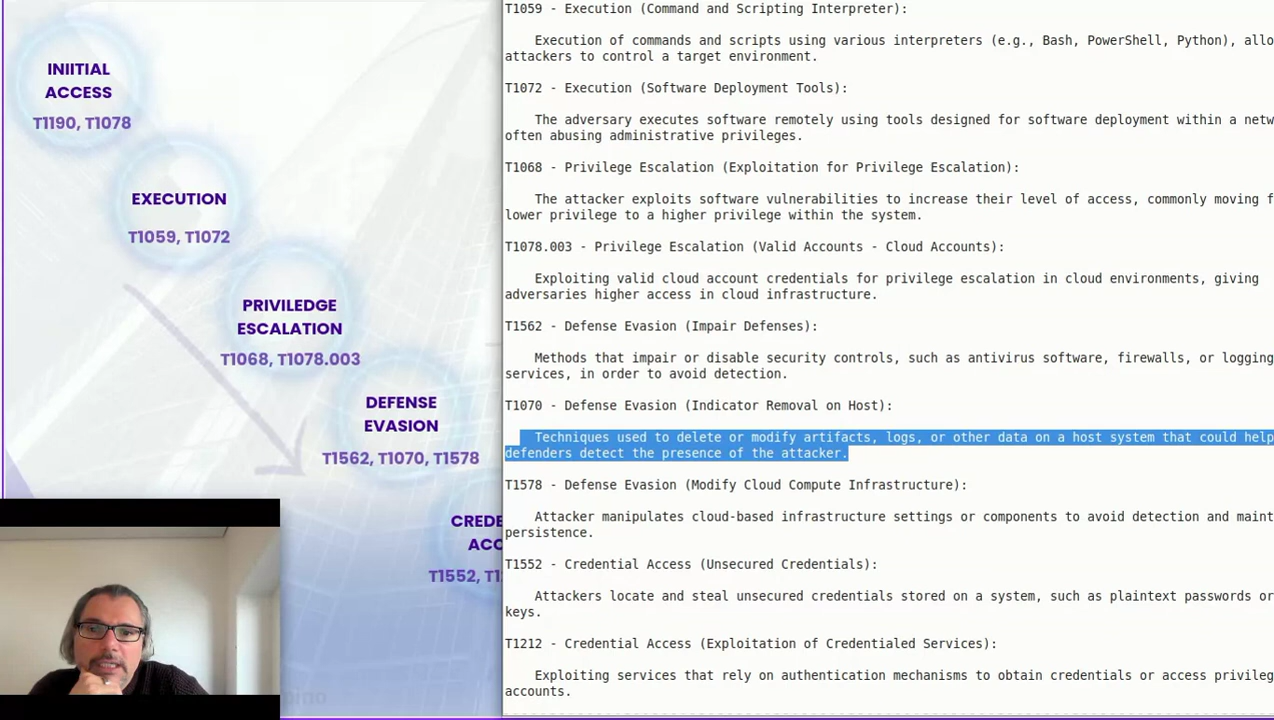 INIITIAL
ACCESS
T1190, T1078
EXECUTION
T1059, T1072
PRIVILEDGE
ESCALATION
T1068, T1078.003
DEFENSE
EVASION
T1562, T1070, T1578
CREDE
ACC
T1552, T1
T1059 - Execution (Command and Scripting Interpreter):
Execution of commands and scripts using various interpreters (e.g., Bash, PowerShell, Python), allo
attackers to control a target environment.
T1072 - Execution (Software Deployment Tools):
The adversary executes software remotely using tools designed for software deployment within a netw
often abusing administrative privileges.
T1068 - Privilege Escalation (Exploitation for Privilege Escalation):
The attacker exploits software vulnerabilities to increase their level of access, commonly moving f
lower privilege to a higher privilege within the system.
T1078.003 - Privilege Escalation (Valid Accounts - Cloud Accounts):
Exploiting valid cloud account credentials for privilege escalation in cloud environments, giving
adversaries higher access in cloud infrastructure.
T1562 - Defense Evasion (Impair Defenses):
Methods that impair or disable security controls, such as antivirus software, firewalls, or logging
services, in order to avoid detection.
T1070 - Defense Evasion (Indicator Removal on Host):
Techniques used to delete or modify artifacts, logs, or other data on a host system that could help
defenders detect the presence of the attacker.
T1578 - Defense Evasion (Modify Cloud Compute Infrastructure):
Attacker manipulates cloud-based infrastructure settings or components to avoid detection and maint
persistence.
T1552 - Credential Access (Unsecured Credentials):
Attackers locate and steal unsecured credentials stored on a system, such as plaintext passwords or
keys.
T1212 - Credential Access (Exploitation of Credentialed Services):
Exploiting services that rely on authentication mechanisms to obtain credentials or access privileg
accounts.